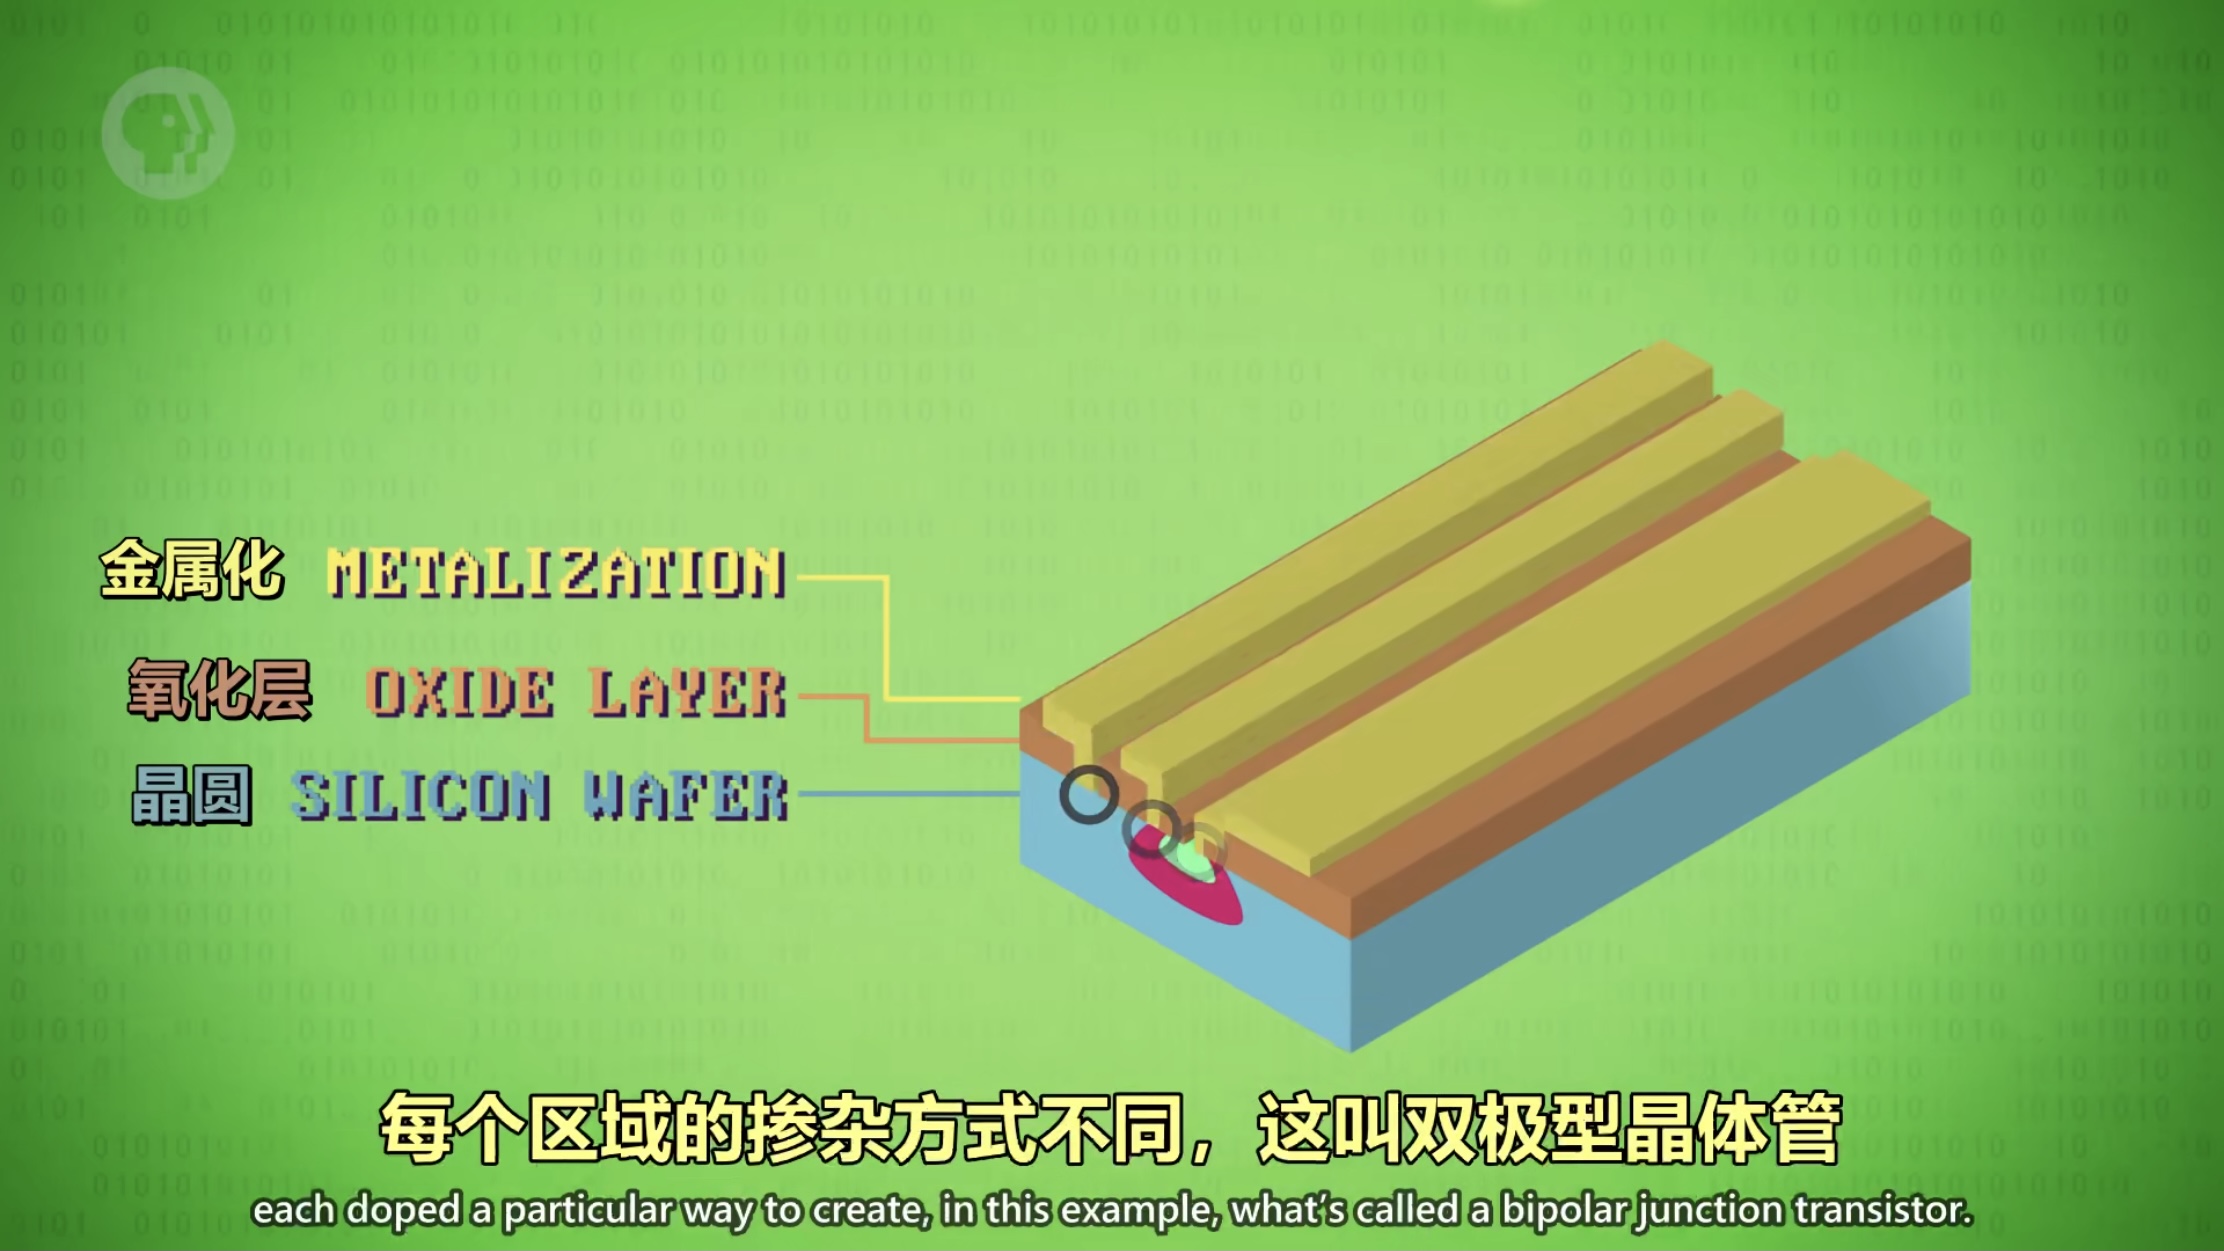 金属化 METALIZATION
氧化层 OXIDE LAYER
晶圆 SILICON WAFER
每个区域的掺杂方式不同，这叫双极型晶体管
each doped a particular way to create, in this example, what's called a bipolar junction transistor.